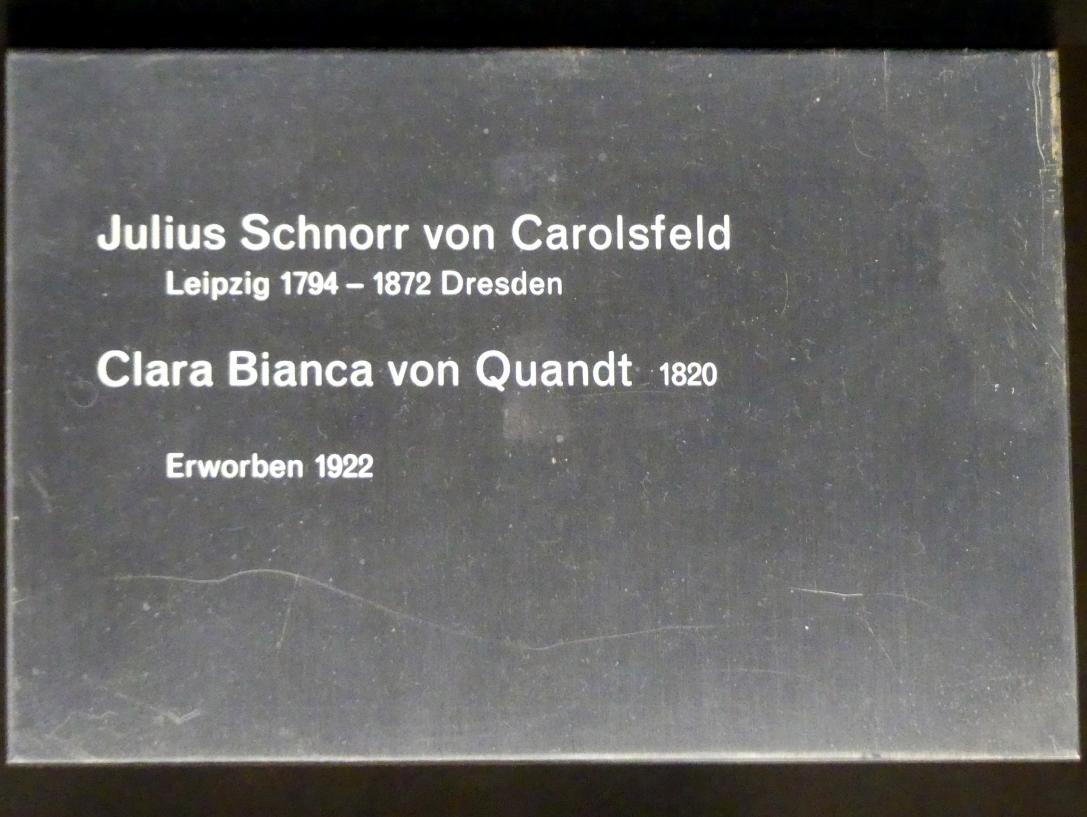 Julius Schnorr von Carolsfeld
Leipzig 1794 – 1872 Dresden
Clara Bianca von Quandt 1820
Erworben 1922